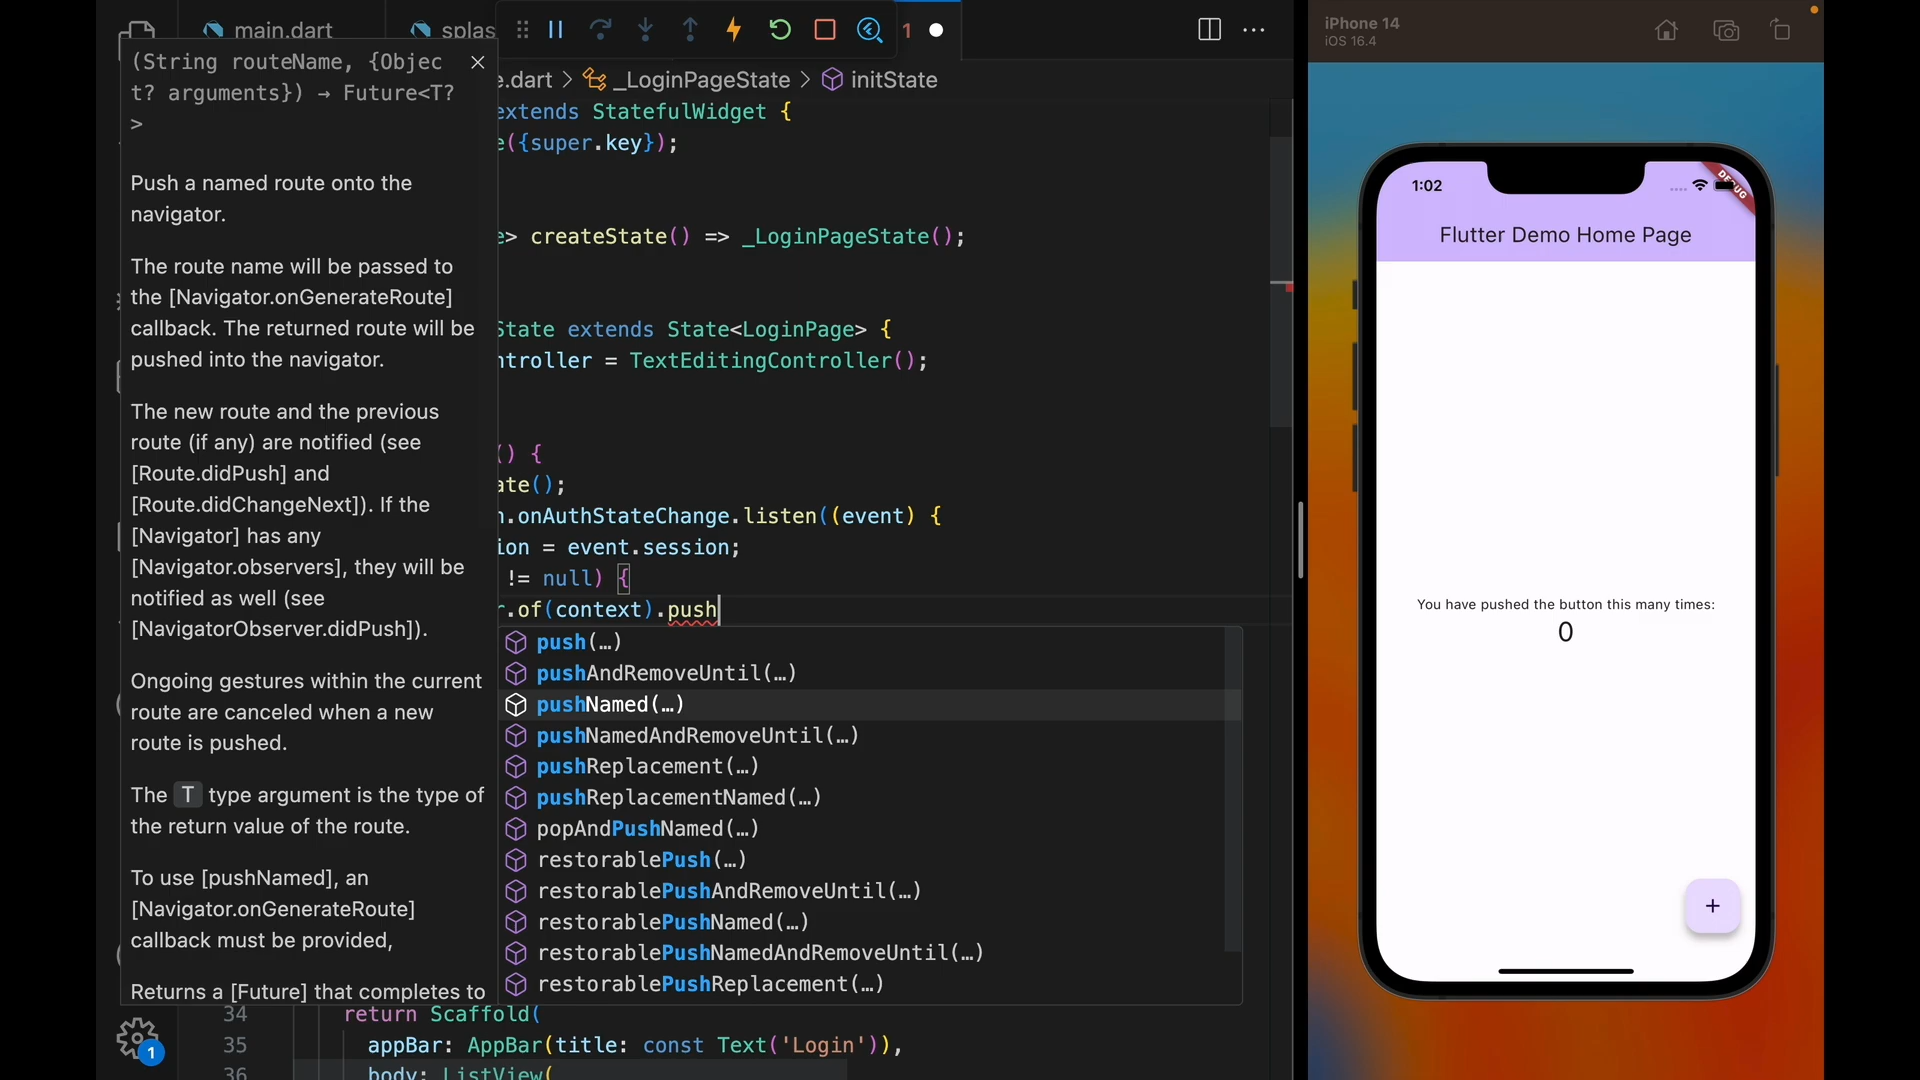 main.dart
splas
1
(String routeName, {Objec
t? arguments}) → Future<T?
>
Push a named route onto the
navigator.
The route name will be passed to
the [Navigator.onGenerateRoute]
callback. The returned route will be
pushed into the navigator.
The new route and the previous
route (if any) are notified (see
[Route.didPush] and
[Route.didChangeNext]). If the
[Navigator] has any
[Navigator.observers], they will be
notified as well (see
[NavigatorObserver.didPush]).
Ongoing gestures within the current
route are canceled when a new
route is pushed.
The T type argument is the type of
the return value of the route.
To use [pushNamed], an
[Navigator.onGenerateRoute]
callback must be provided,
Returns a [Future] that completes to
e.dart > _LoginPageState > initState
extends StatefulWidget {
e({super.key});
e> createState() => _LoginPageState();
State extends State<LoginPage> {
ntroller = TextEditingController();
() {
ate();
h.onAuthStateChange.listen((event) {
ion = event.session;
!= null) {
r.of(context).push
push(…)
pushAndRemoveUntil(…)
pushNamed(…)
pushNamedAndRemoveUntil(…)
pushReplacement(…)
pushReplacementNamed(…)
popAndPushNamed(…)
restorablePush(…)
restorablePushAndRemoveUntil(…)
restorablePushNamed(…)
restorablePushNamedAndRemoveUntil(…)
restorablePushReplacement(…)
34 return Scaffold(
35 appBar: AppBar(title: const Text('Login')),
36 body: ListView(
1
iPhone 14
iOS 16.4
1:02
DEBUG
Flutter Demo Home Page
You have pushed the button this many times:
0
+